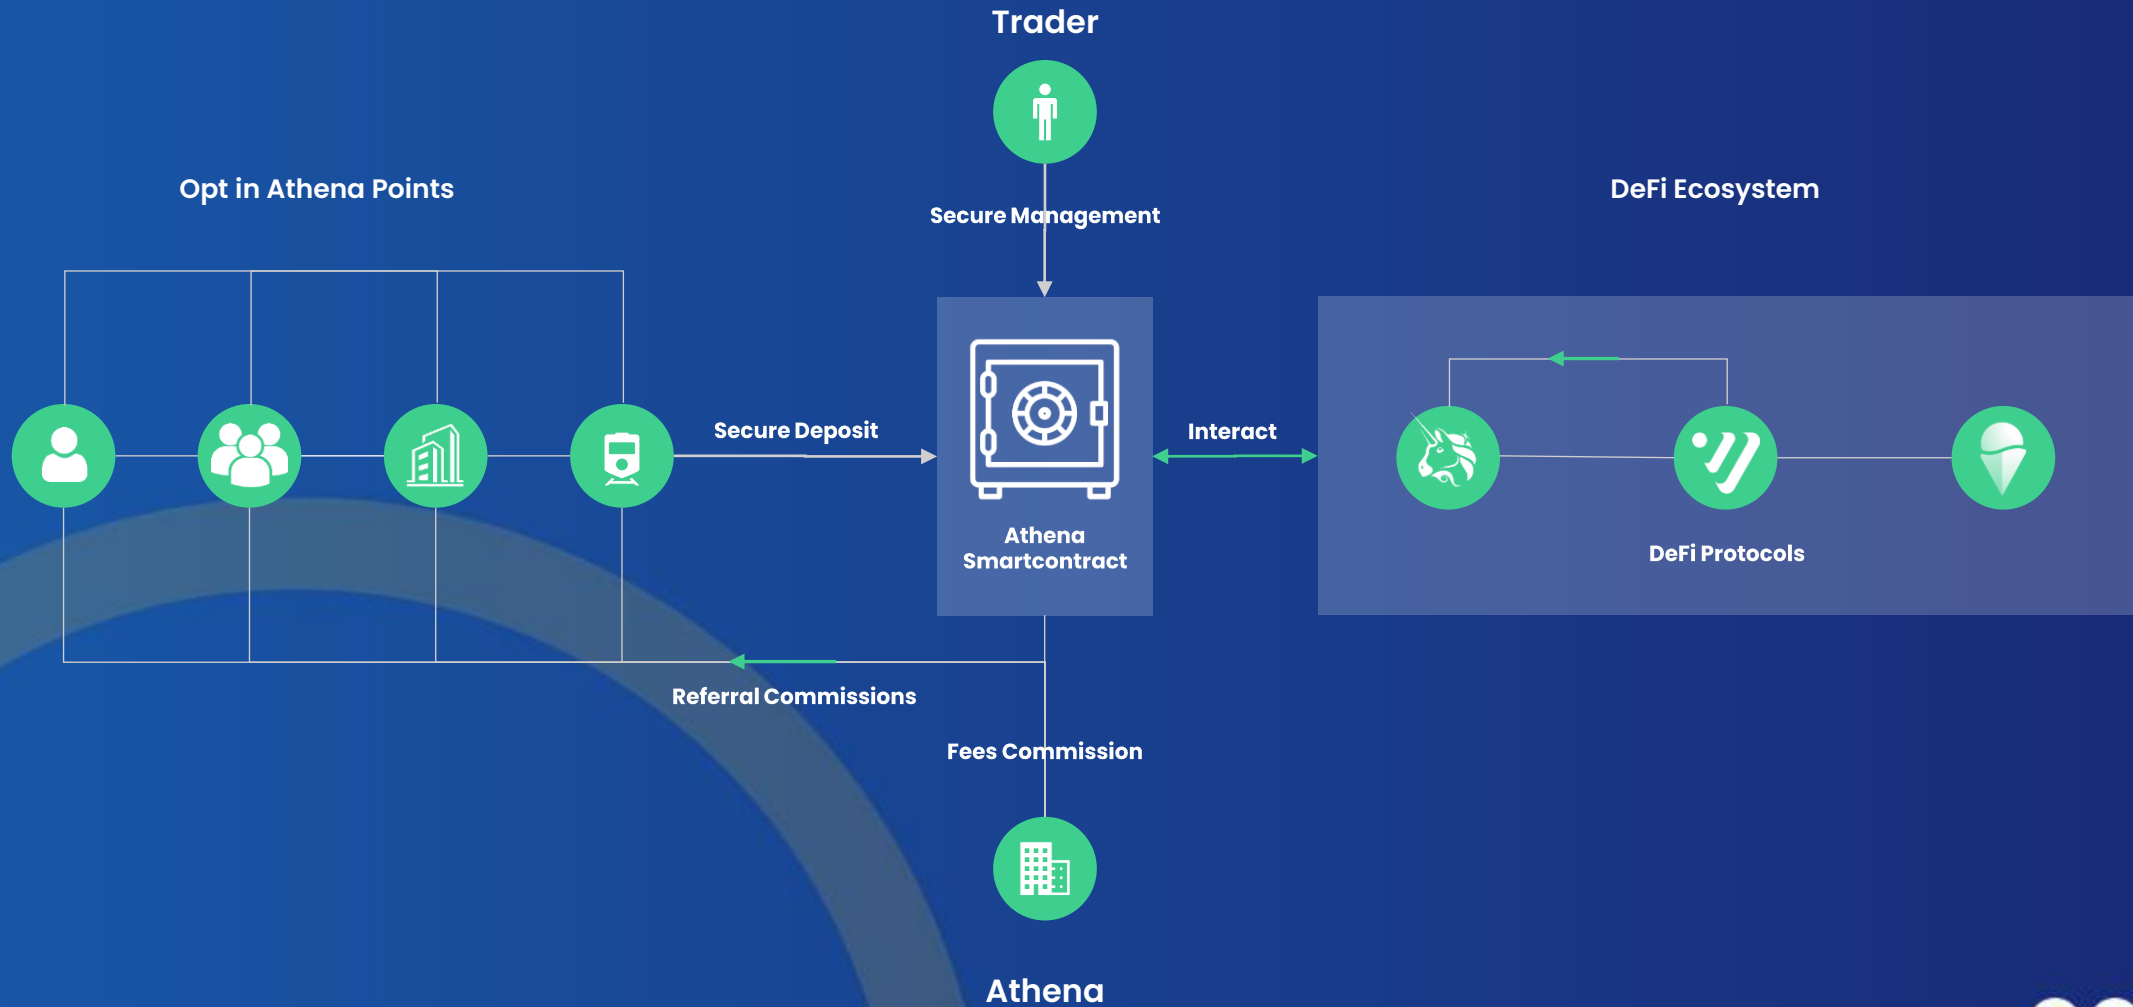 Trader
Opt in Athena Points
Secure Management
DeFi Ecosystem
Secure Deposit
Interact
Athena
Smartcontract
DeFi Protocols
Referral Commissions
Fees Commission
Athena